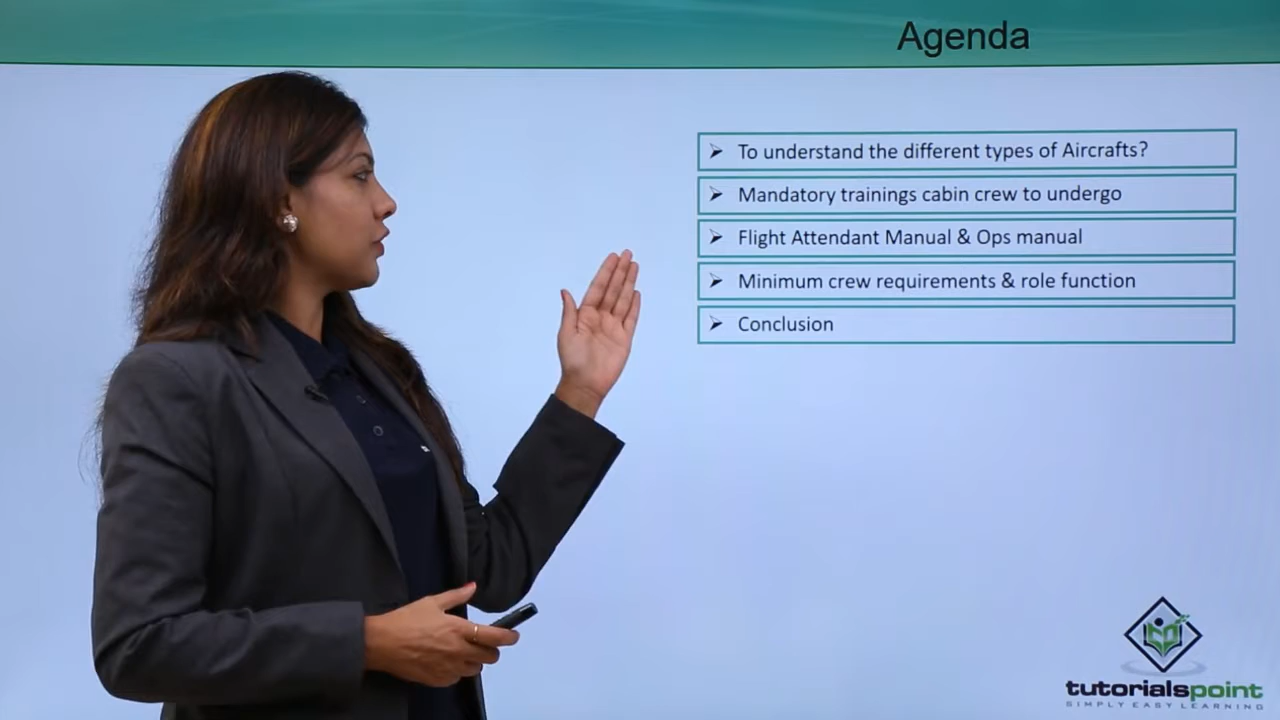 Agenda
➢ To understand the different types of Aircrafts?
➢ Mandatory trainings cabin crew to undergo
➢ Flight Attendant Manual & Ops manual
➢ Minimum crew requirements & role function
➢ Conclusion
tutorialspoint
SIMPLY EASY LEARNING